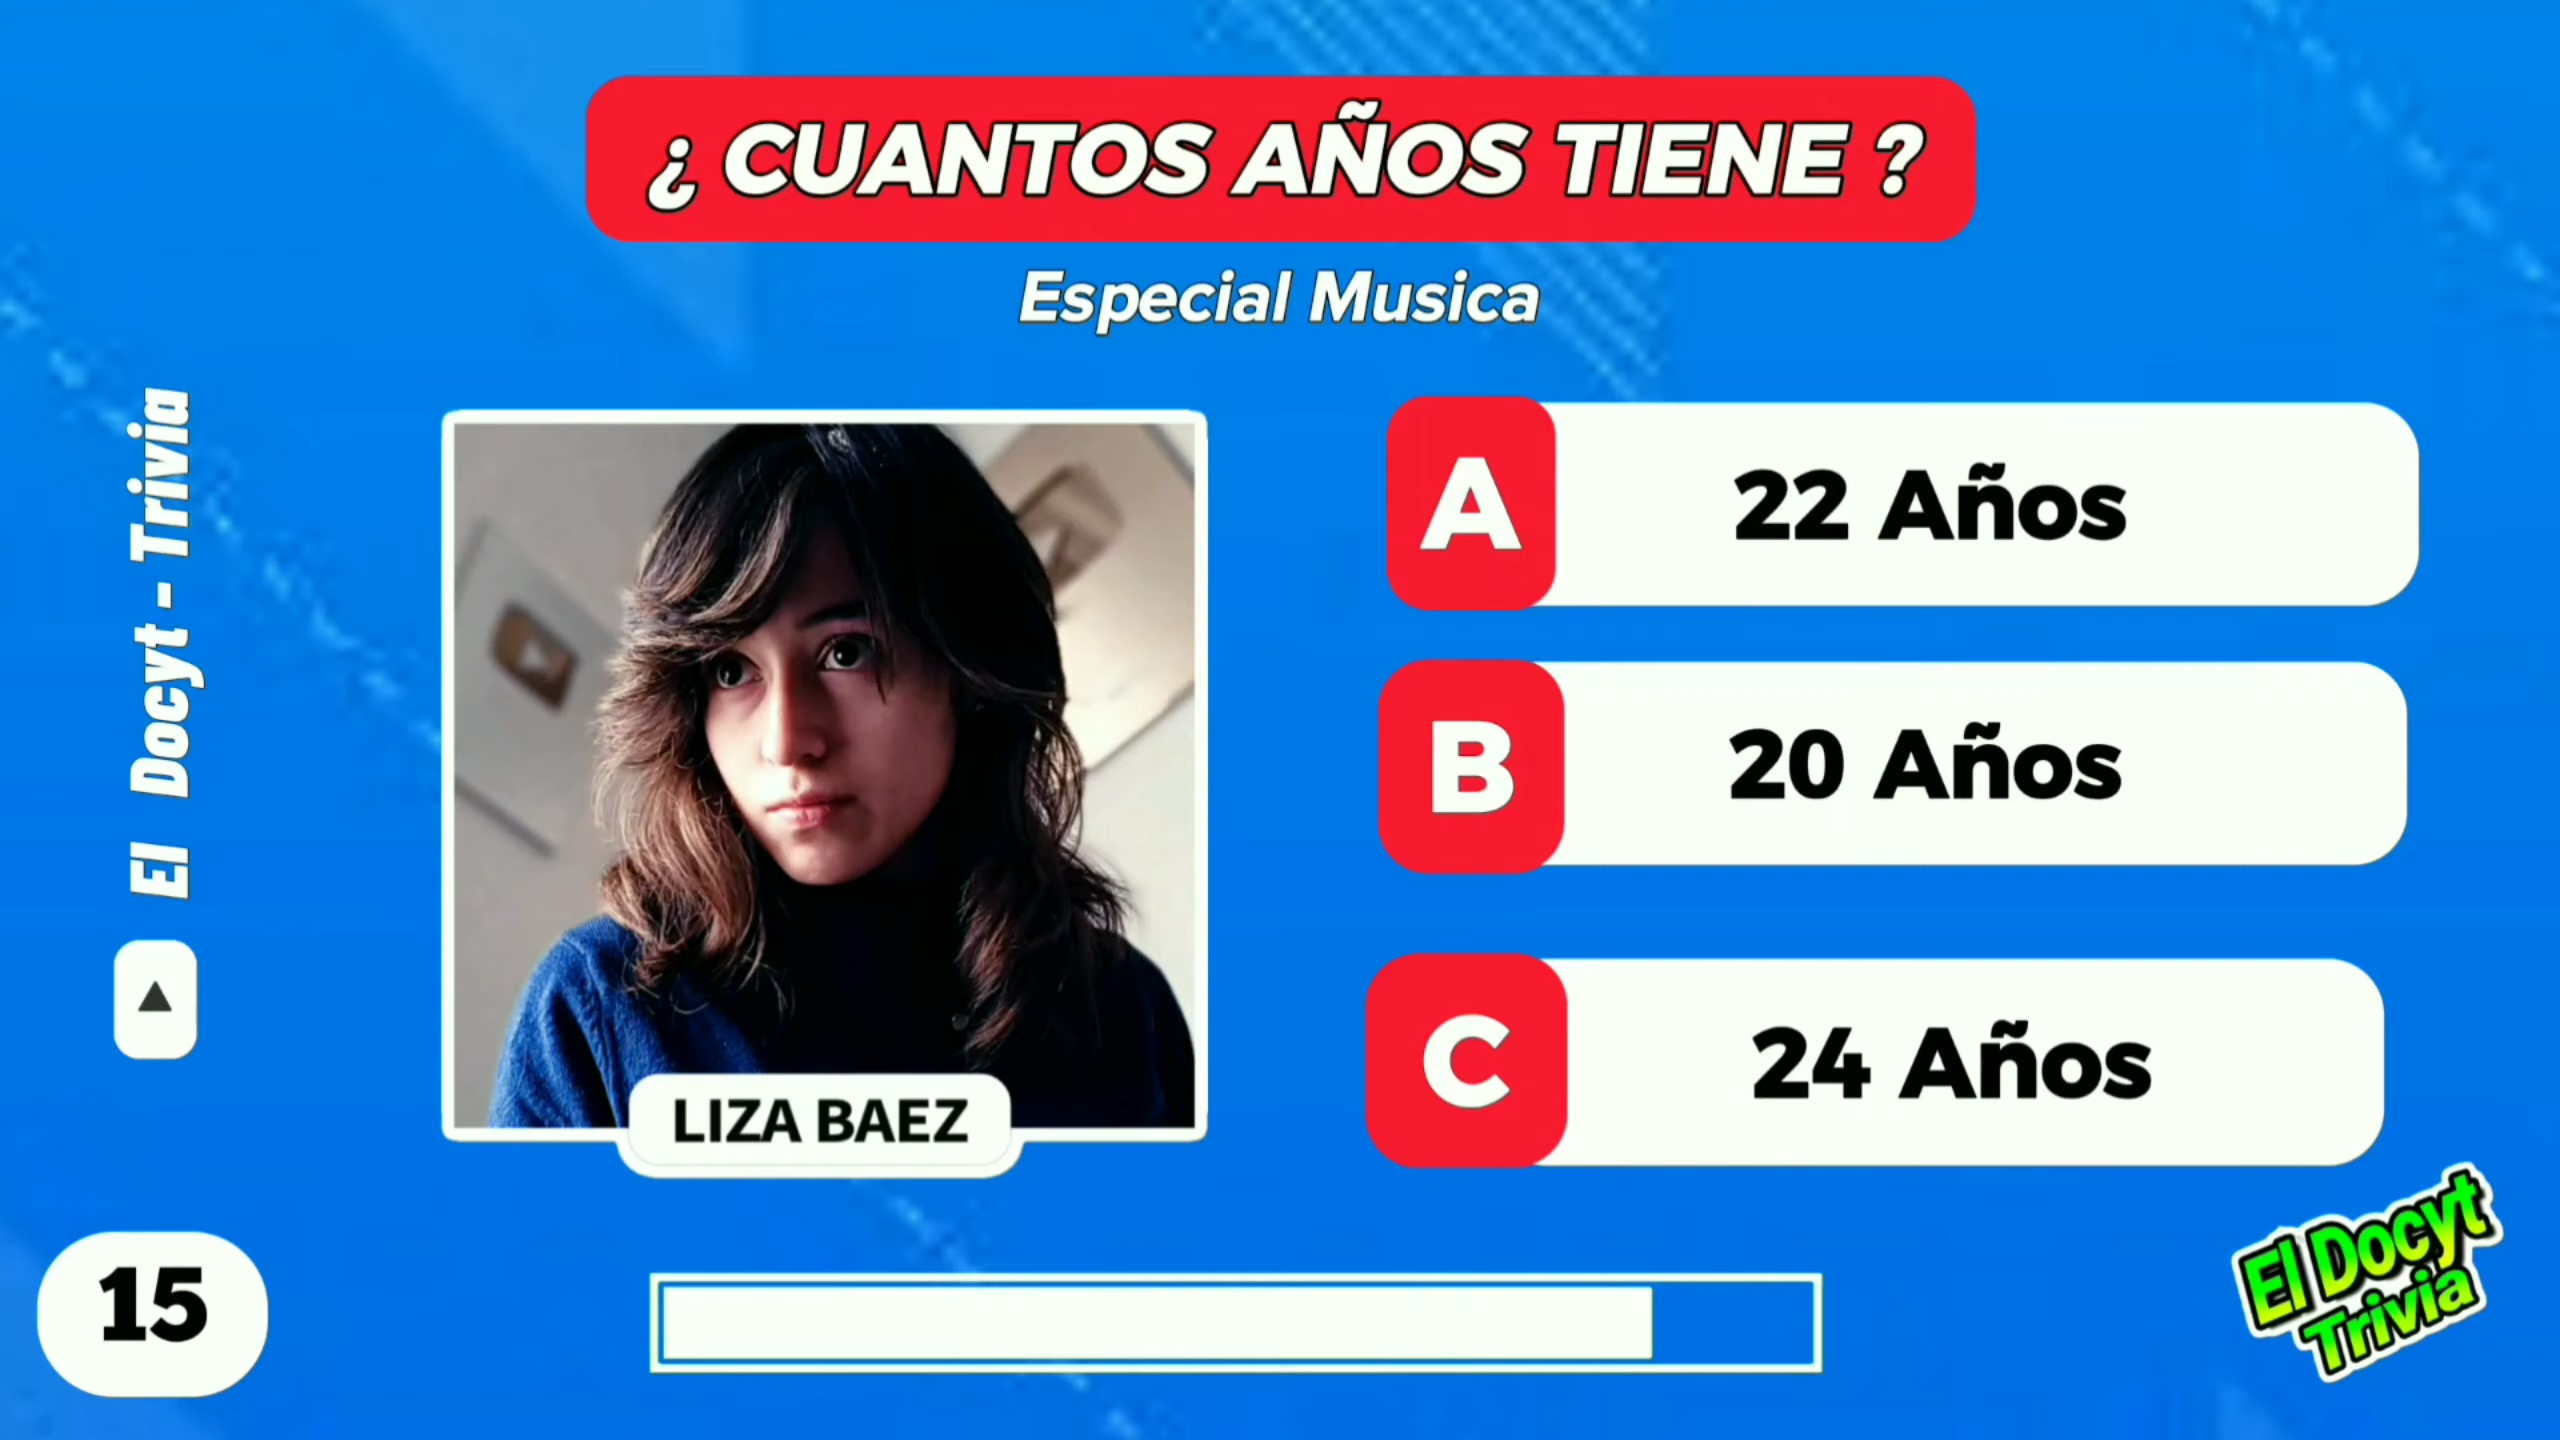 ¿ CUANTOS AÑOS TIENE ?
Especial Musica
El Docyt - Trivia
A
22 Años
B
20 Años
C
24 Años
LIZA BAEZ
15
El Docyt
Trivia